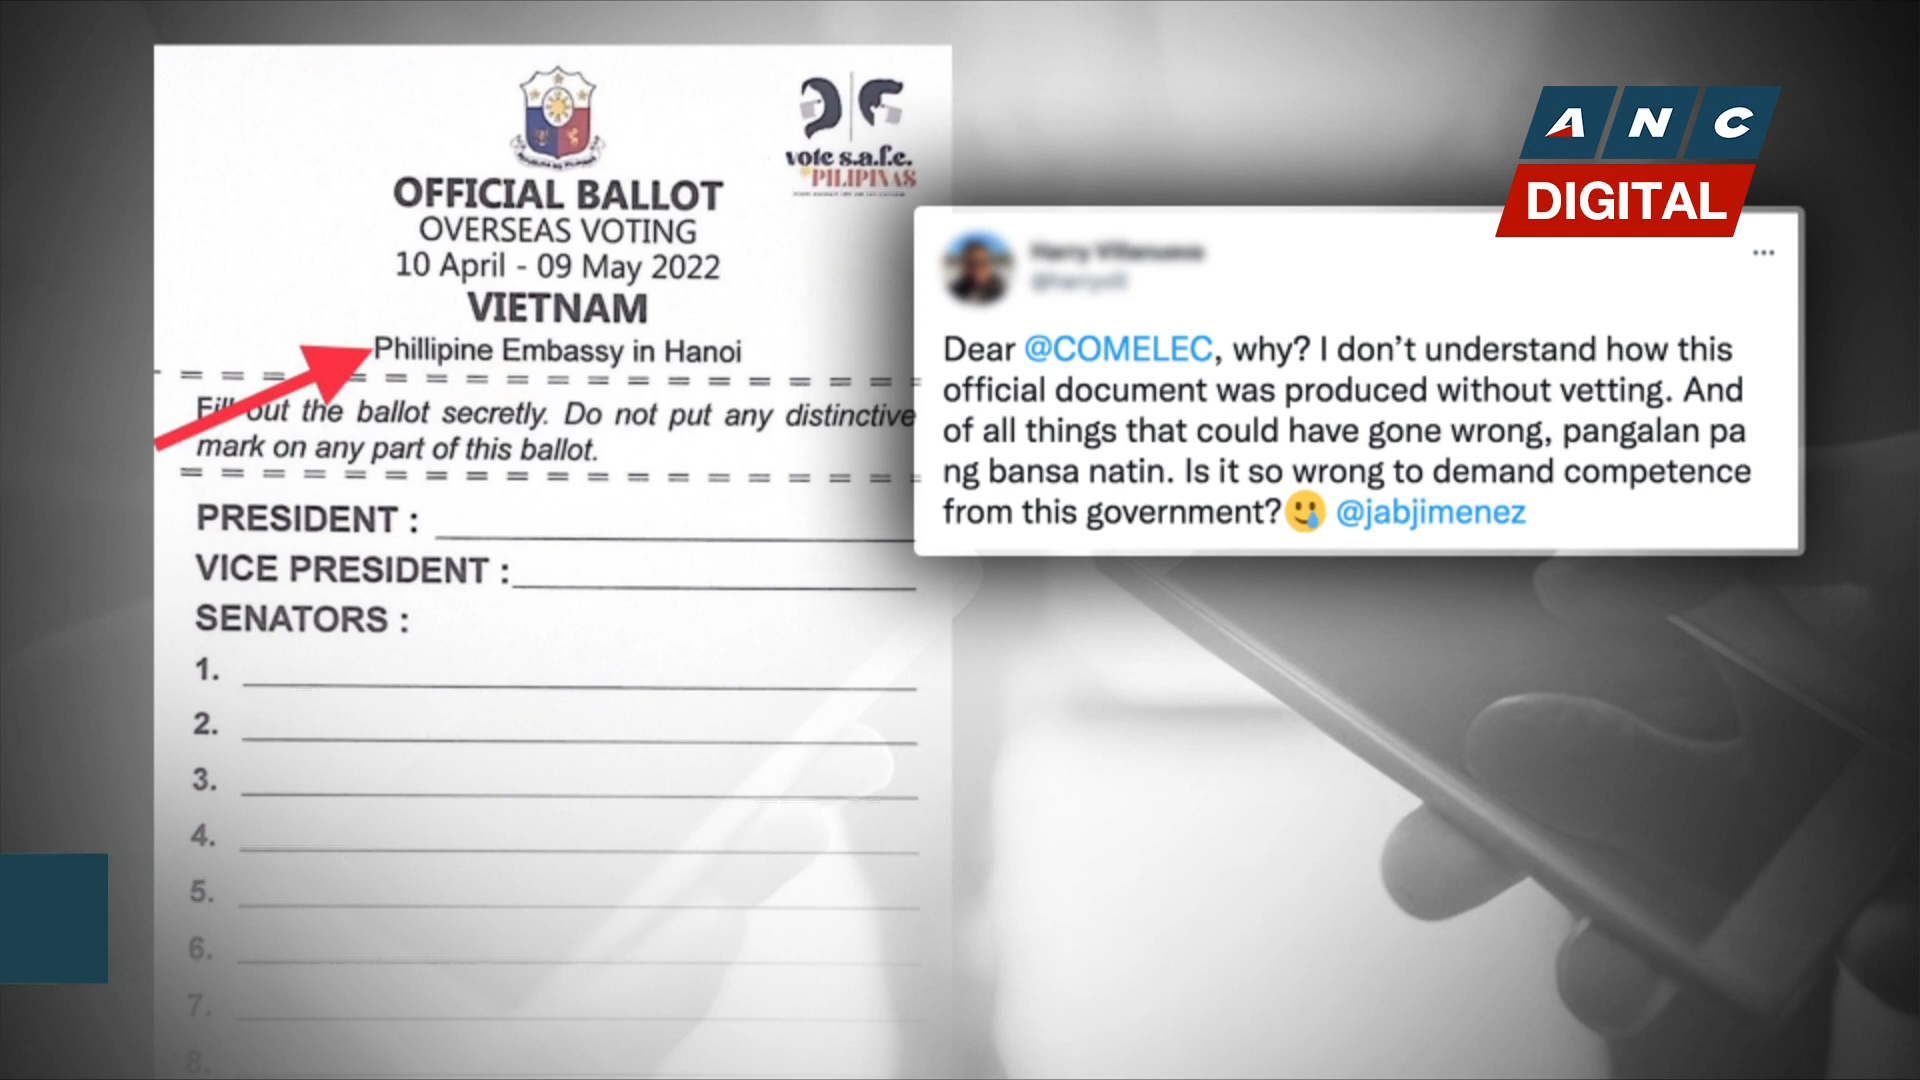 OFFICIAL BALLOT
OVERSEAS VOTING
10 April - 09 May 2022
VIETNAM
Phillipine Embassy in Hanoi
vote s.a.f.e.
PILIPINAS
Fill out the ballot secretly. Do not put any distinctive
mark on any part of this ballot.
PRESIDENT :
VICE PRESIDENT :
SENATORS :
1.
2.
3.
4.
5.
6.
7.
8.
ANC
DIGITAL
Dear @COMELEC, why? I don't understand how this
official document was produced without vetting. And
of all things that could have gone wrong, pangalan pa
ng bansa natin. Is it so wrong to demand competence
from this government?🥲 @jabjimenez